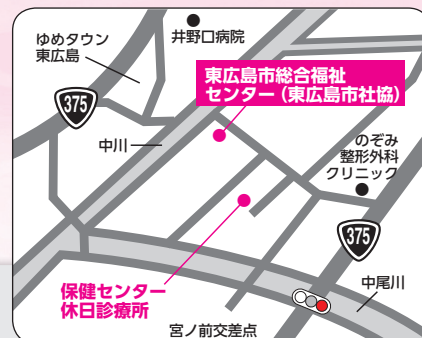 ゆめタウン
東広島
井野口病院
375
東広島市総合福祉
センター（東広島市社協）
中川
のぞみ
整形外科
クリニック
375
保健センター
休日診療所
中尾川
宮ノ前交差点